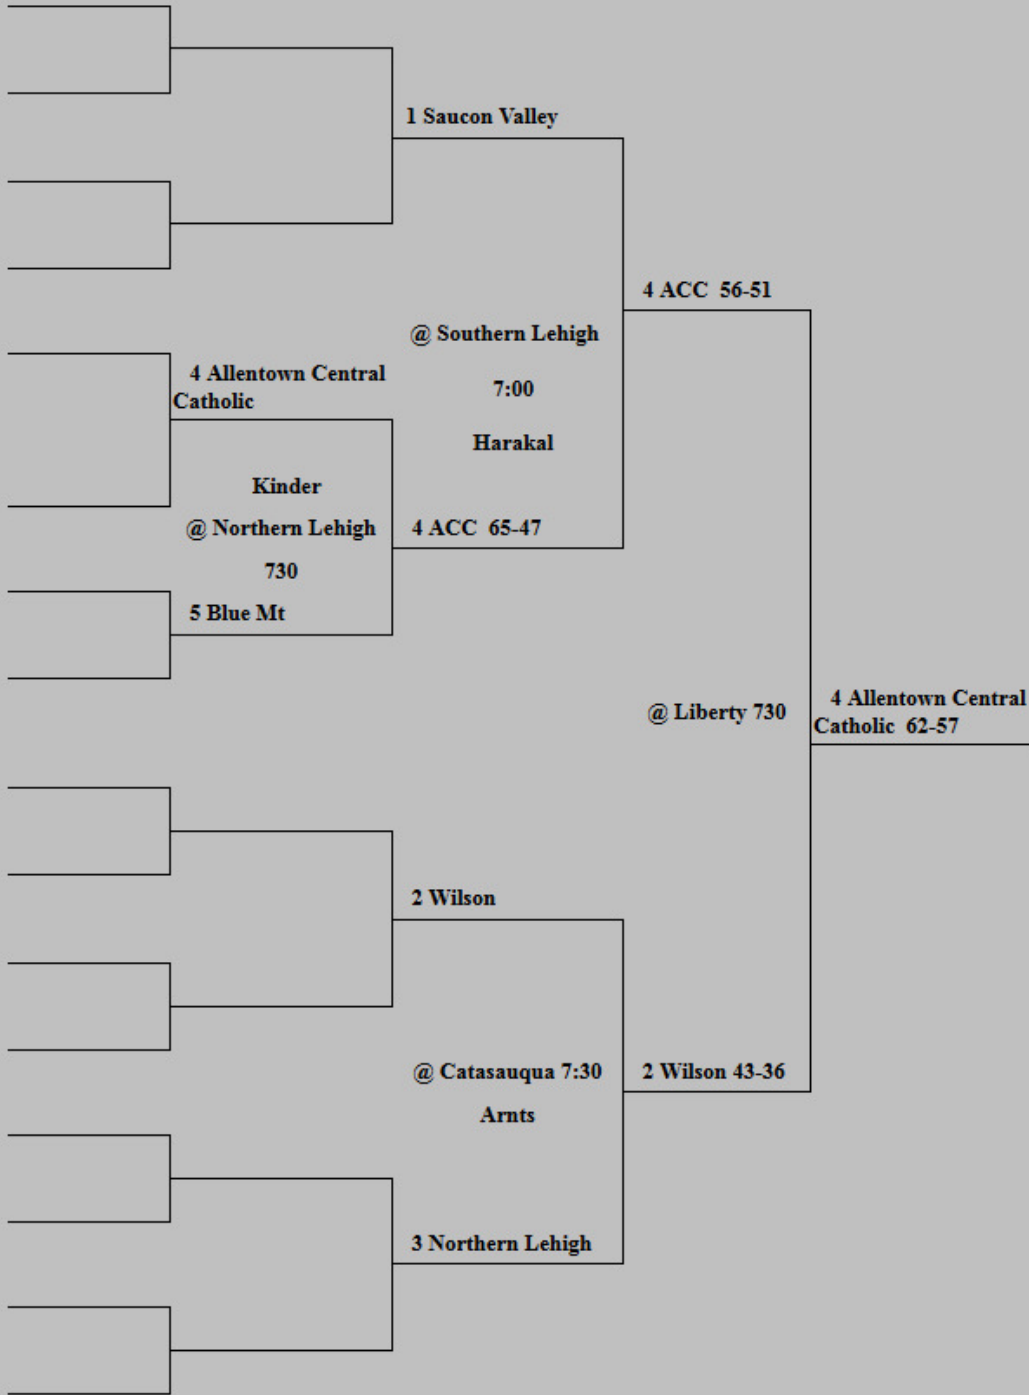 1 Saucon Valley
4 ACC 56-51
@ Southern Lehigh
7:00
Harakal
4 Allentown Central
Catholic
Kinder
@ Northern Lehigh
730
4 ACC 65-47
5 Blue Mt
@ Liberty 730
4 Allentown Central
Catholic 62-57
2 Wilson
@ Catasauqua 7:30
Arnts
2 Wilson 43-36
3 Northern Lehigh